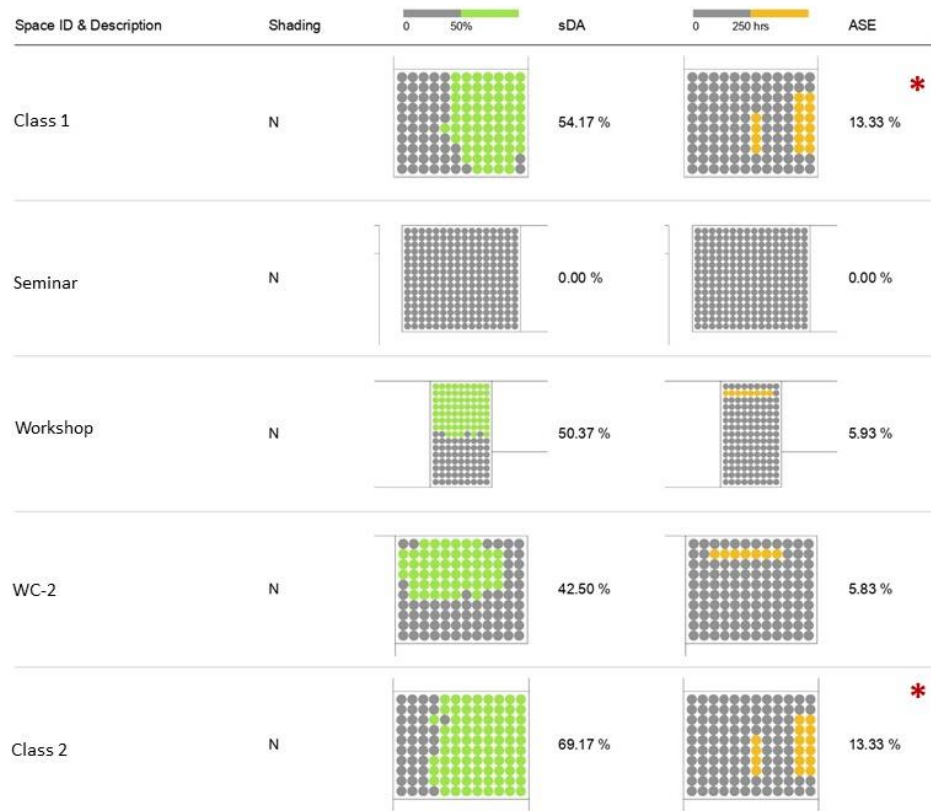 Space ID & Description Shading 0 50% sDA 0 250 hrs ASE
Class 1 N 54.17 % 13.33 % *
Seminar N 0.00 % 0.00 %
Workshop N 50.37 % 5.93 %
WC-2 N 42.50 % 5.83 %
Class 2 N 69.17 % 13.33 % *